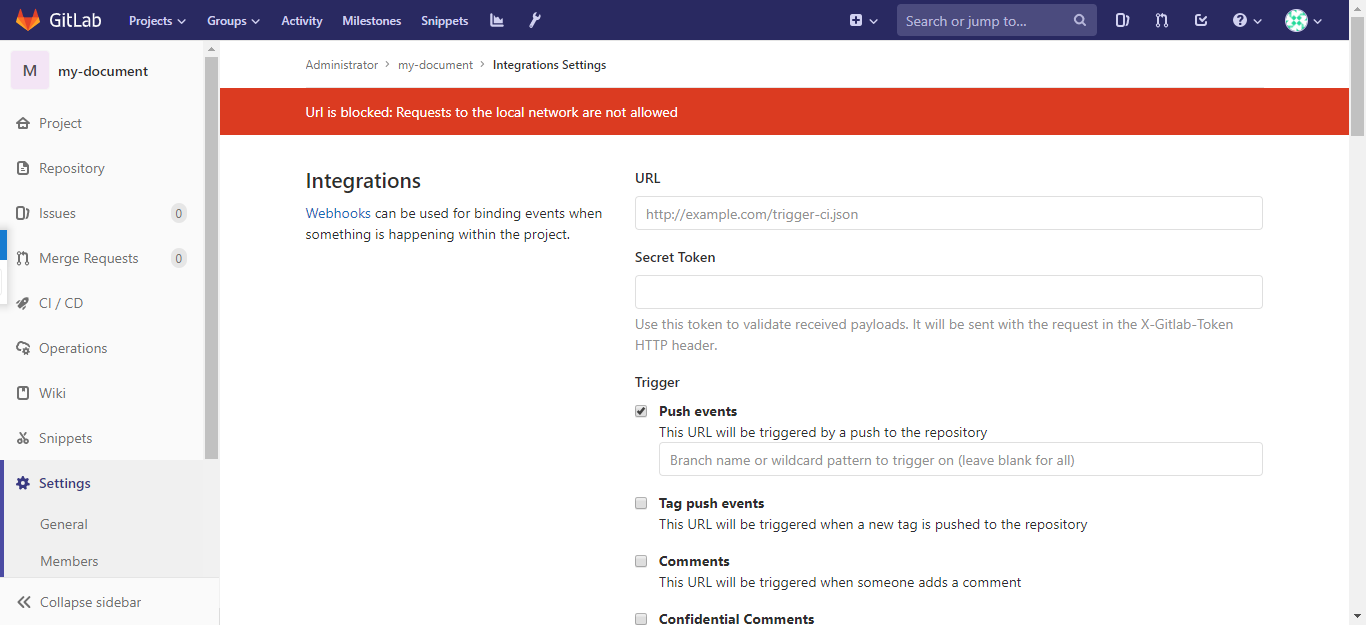 GitLab Projects Groups Activity Milestones Snippets Search or jump to...
M my-document
Administrator > my-document > Integrations Settings
Url is blocked: Requests to the local network are not allowed
Project
Repository
Issues 0
Merge Requests 0
CI / CD
Operations
Wiki
Snippets
Settings
General
Members
Collapse sidebar
Integrations
Webhooks can be used for binding events when
something is happening within the project.
URL
http://example.com/trigger-ci.json
Secret Token
Use this token to validate received payloads. It will be sent with the request in the X-Gitlab-Token
HTTP header.
Trigger
Push events
This URL will be triggered by a push to the repository
Branch name or wildcard pattern to trigger on (leave blank for all)
Tag push events
This URL will be triggered when a new tag is pushed to the repository
Comments
This URL will be triggered when someone adds a comment
Confidential Comments